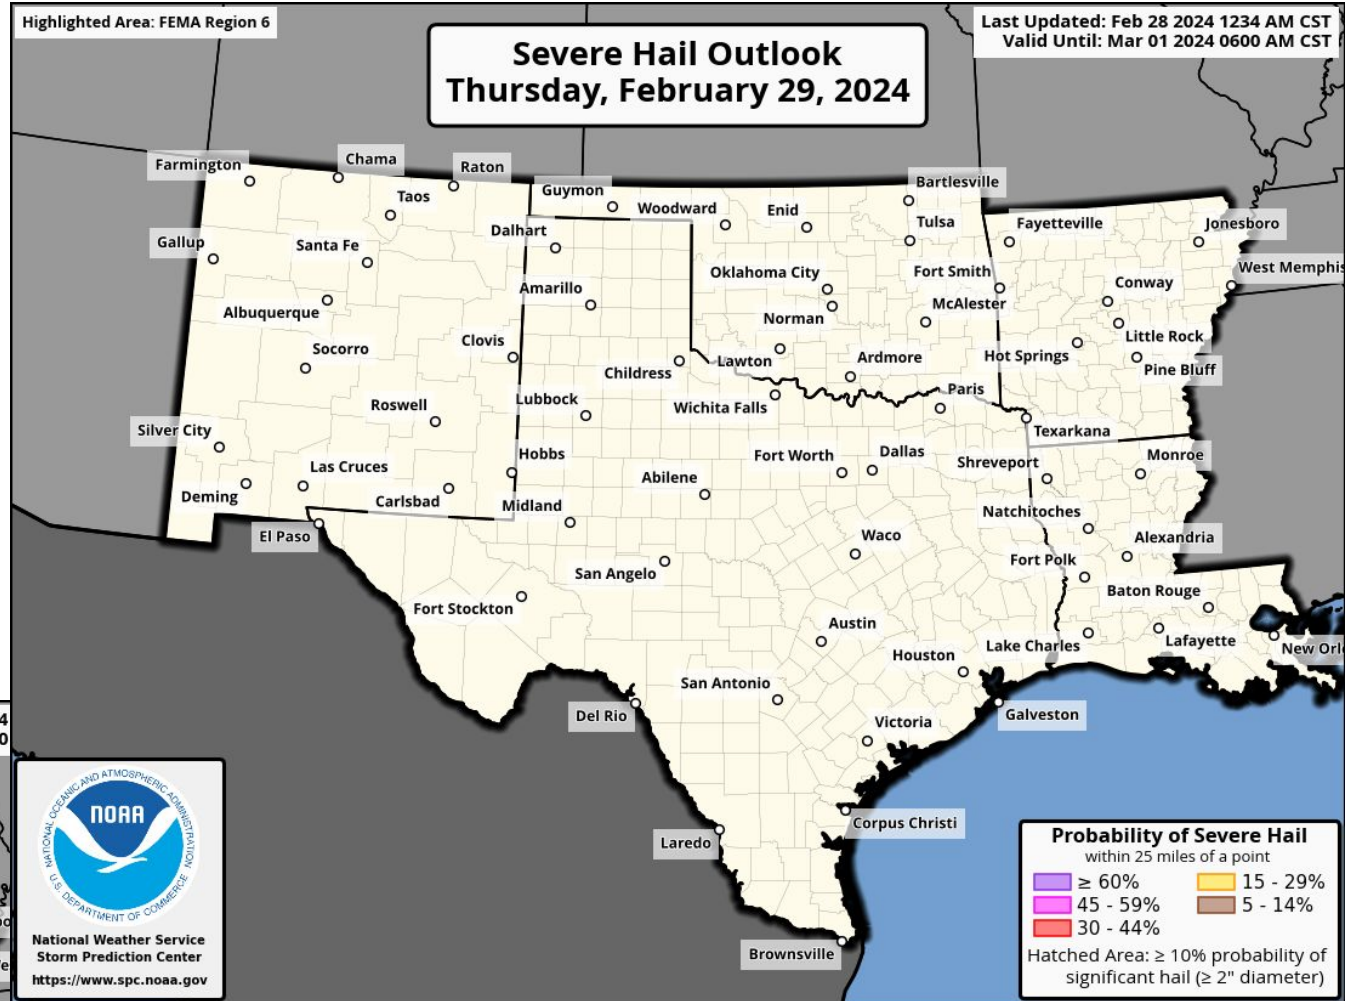 Highlighted Area: FEMA Region 6
Last Updated: Feb 28 2024 1234 AM CST
Valid Until: Mar 01 2024 0600 AM CST
Severe Hail Outlook
Thursday, February 29, 2024
Farmington
Chama
Raton
Taos
Guymon
Woodward
Enid
Bartlesville
Tulsa
Fayetteville
Jonesboro
Gallup
Santa Fe
Dalhart
Oklahoma City
Fort Smith
West Memphis
Amarillo
Conway
Albuquerque
Norman
McAlester
Socorro
Clovis
Little Rock
Childress
Lawton
Ardmore
Hot Springs
Pine Bluff
Roswell
Lubbock
Wichita Falls
Paris
Silver City
Texarkana
Las Cruces
Hobbs
Fort Worth
Dallas
Shreveport
Monroe
Deming
Carlsbad
Midland
Abilene
Natchitoches
El Paso
Waco
Alexandria
San Angelo
Fort Polk
Fort Stockton
Baton Rouge
Austin
Lake Charles
Lafayette
New Orl
Houston
San Antonio
Del Rio
Victoria
Galveston
Laredo
Corpus Christi
Brownsville
4
0
NATIONAL OCEANIC AND ATMOSPHERIC ADMINISTRATION
NOAA
U.S. DEPARTMENT OF COMMERCE
National Weather Service
Storm Prediction Center
https://www.spc.noaa.gov
Probability of Severe Hail
within 25 miles of a point
≥ 60%
15 - 29%
45 - 59%
5 - 14%
30 - 44%
Hatched Area: ≥ 10% probability of
significant hail (≥ 2" diameter)